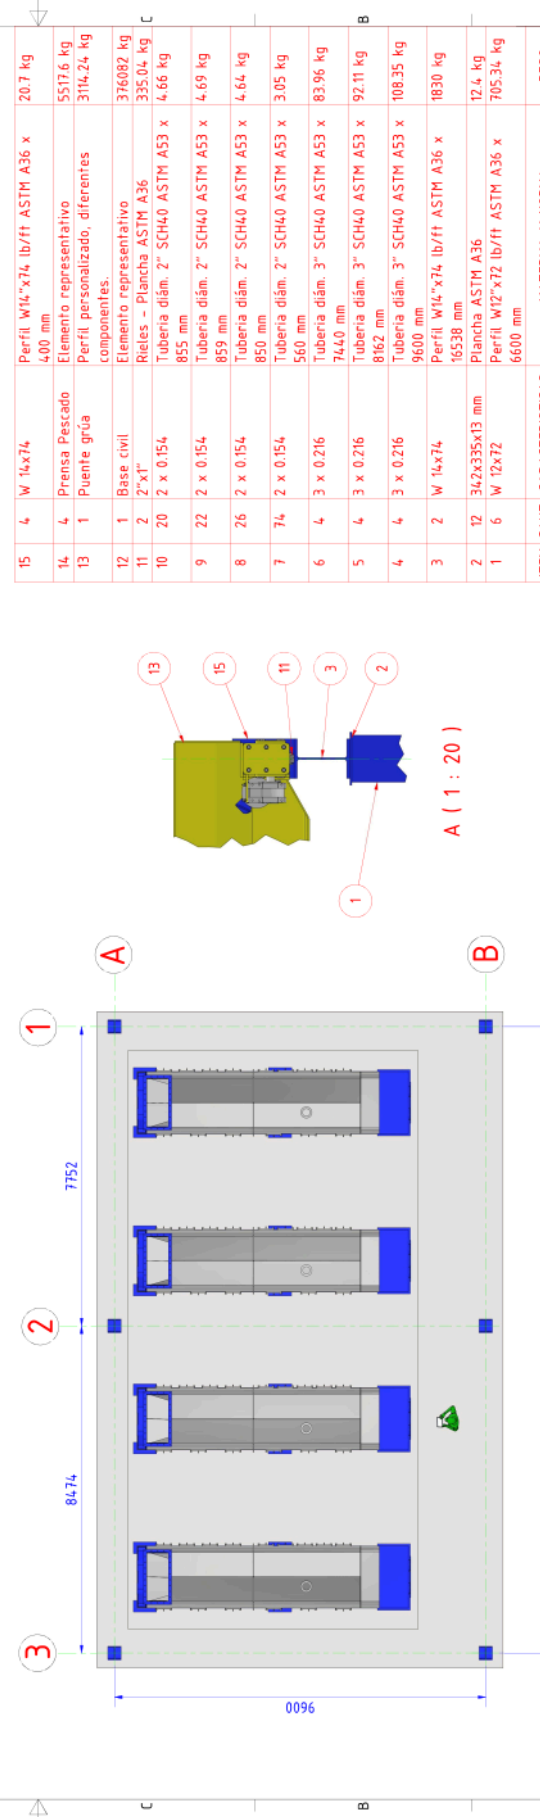 C
B
3
2
1
8474
7752
9600
A
B
13
15
11
3
2
1
A ( 1 : 20 )
15 4 W 14x74 Perfil W14"x74 lb/ft ASTM A36 x 20.7 kg
400 mm
14 4 Prensa Pescado Elemento representativo 5517.6 kg
13 1 Puente grúa Perfil personalizado, diferentes 3114.24 kg
componentes.
12 1 Base civil Elemento representativo 376082 kg
11 2 2"x1" Rieles - Plancha ASTM A36 335.04 kg
10 20 2 x 0.154 Tuberia diám. 2" SCH40 ASTM A53 x 4.66 kg
855 mm
9 22 2 x 0.154 Tuberia diám. 2" SCH40 ASTM A53 x 4.69 kg
859 mm
8 26 2 x 0.154 Tuberia diám. 2" SCH40 ASTM A53 x 4.64 kg
850 mm
7 74 2 x 0.154 Tuberia diám. 2" SCH40 ASTM A53 x 3.05 kg
560 mm
6 4 3 x 0.216 Tuberia diám. 3" SCH40 ASTM A53 x 83.96 kg
7440 mm
5 4 3 x 0.216 Tuberia diám. 3" SCH40 ASTM A53 x 92.11 kg
8162 mm
4 4 3 x 0.216 Tuberia diám. 3" SCH40 ASTM A53 x 108.35 kg
9600 mm
3 2 W 14x74 Perfil W14"x74 lb/ft ASTM A36 x 1830 kg
16538 mm
2 12 342x335x13 mm Plancha ASTM A36 12.4 kg
1 6 W 12x72 Perfil W12"x72 lb/ft ASTM A36 x 705.34 kg
6600 mm
C
B